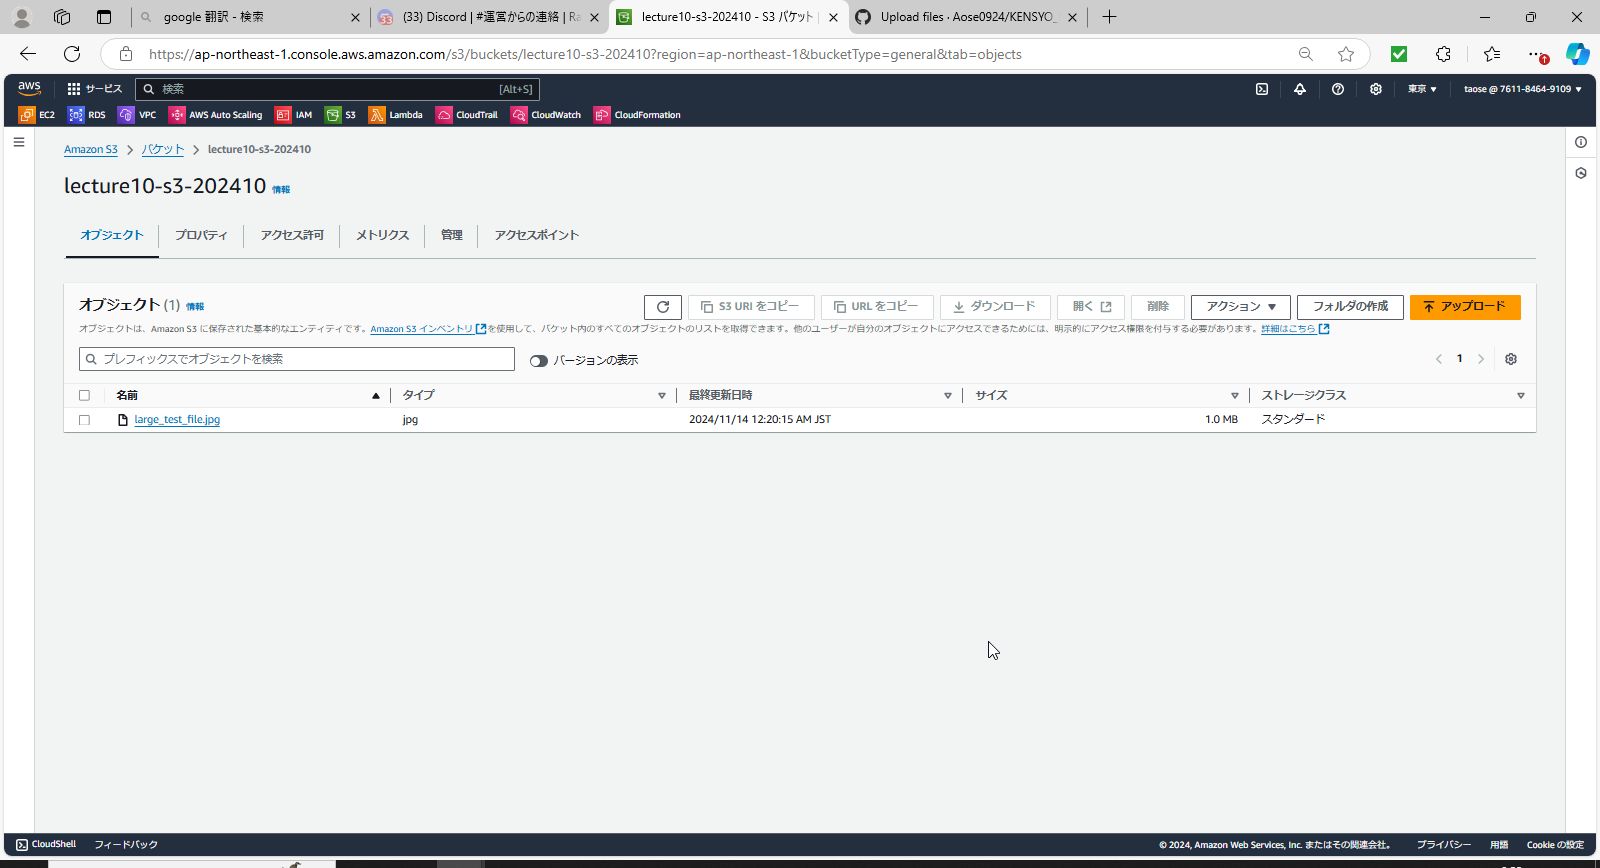 google 翻訳 - 検索
(33) Discord | #運営からの連絡 | Ra
lecture10-s3-202410 - S3 バケット |
Upload files · Aose0924/KENSYO_
https://ap-northeast-1.console.aws.amazon.com/s3/buckets/lecture10-s3-202410?region=ap-northeast-1&bucketType=general&tab=objects
aws サービス 検索 [Alt+S] 東京 ▼ taose @ 7611-8464-9109 ▼
EC2 RDS VPC AWS Auto Scaling IAM S3 Lambda CloudTrail CloudWatch CloudFormation
Amazon S3 > バケット > lecture10-s3-202410
lecture10-s3-202410 情報
オブジェクト プロパティ アクセス許可 メトリクス 管理 アクセスポイント
オブジェクト (1) 情報 S3 URI をコピー URL をコピー ダウンロード 開く 削除 アクション ▼ フォルダの作成 アップロード
オブジェクトは、Amazon S3 に保存された基本的なエンティティです。Amazon S3 インベントリ を使用して、バケット内のすべてのオブジェクトのリストを取得できます。他のユーザーが自分のオブジェクトにアクセスできるためには、明示的にアクセス権限を付与する必要があります。詳細はこちら
プレフィックスでオブジェクトを検索 バージョンの表示 < 1 >
名前 タイプ 最終更新日時 サイズ ストレージクラス
large_test_file.jpg jpg 2024/11/14 12:20:15 AM JST 1.0 MB スタンダード
CloudShell フィードバック © 2024, Amazon Web Services, Inc. またはその関連会社。 プライバシー 用語 Cookie の設定